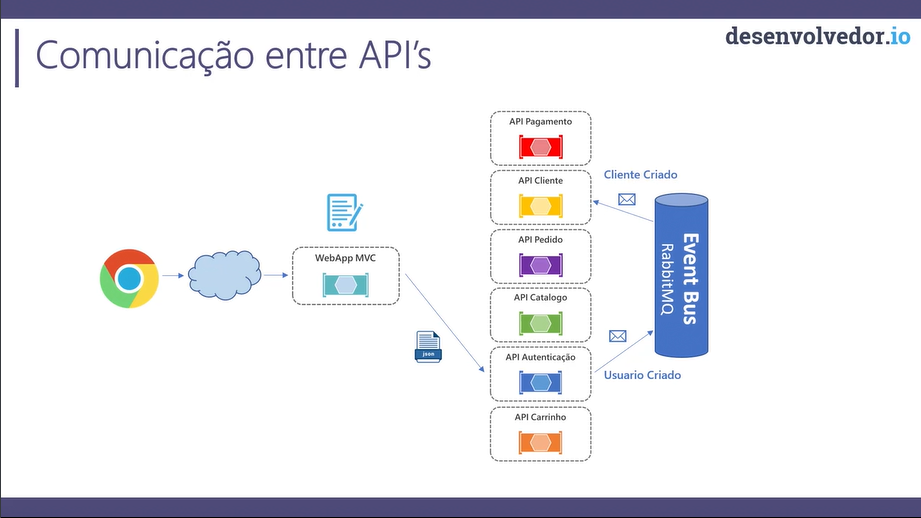 Comunicação entre API’s
desenvolvedor.io
API Pagamento
API Cliente
Cliente Criado
API Pedido
WebApp MVC
Event Bus
RabbitMQ
API Catalogo
json
API Autenticação
Usuario Criado
API Carrinho